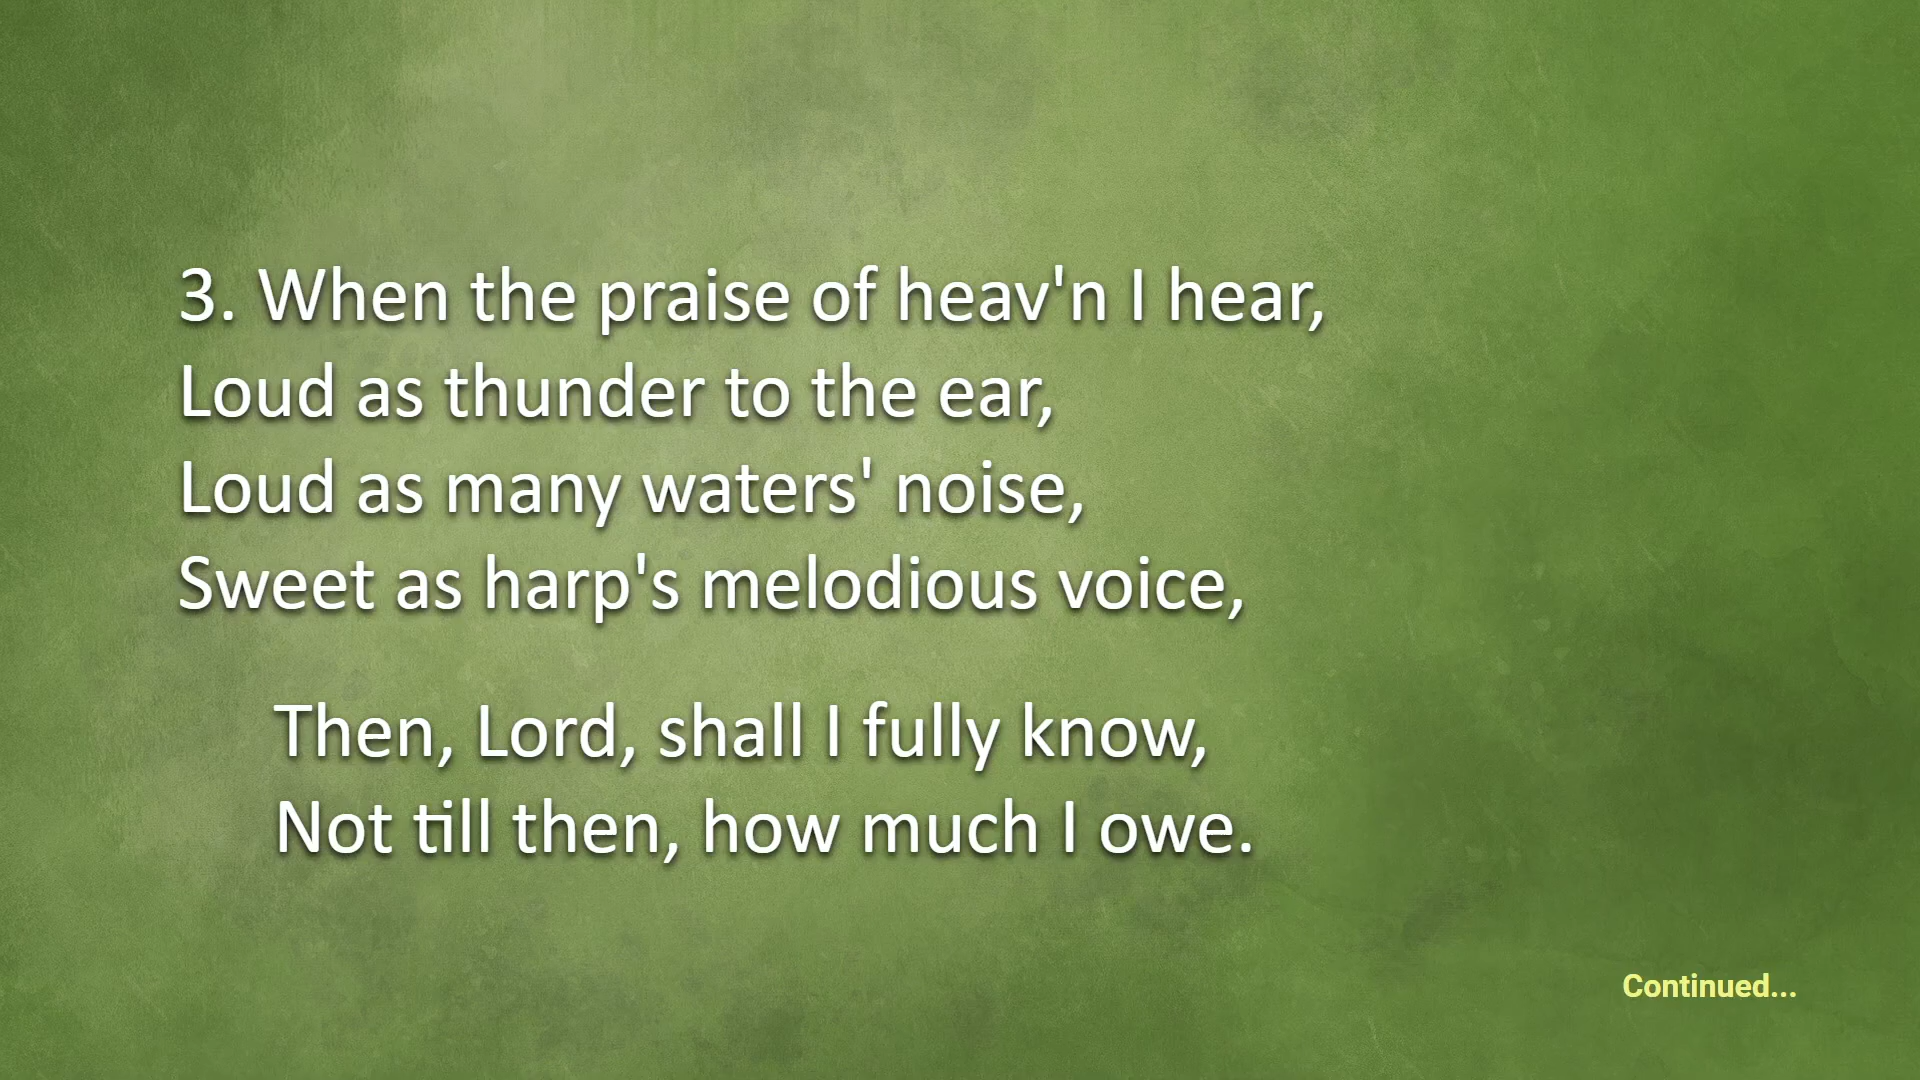 3. When the praise of heav'n I hear,
Loud as thunder to the ear,
Loud as many waters' noise,
Sweet as harp's melodious voice,
Then, Lord, shall I fully know,
Not till then, how much I owe.
Continued...